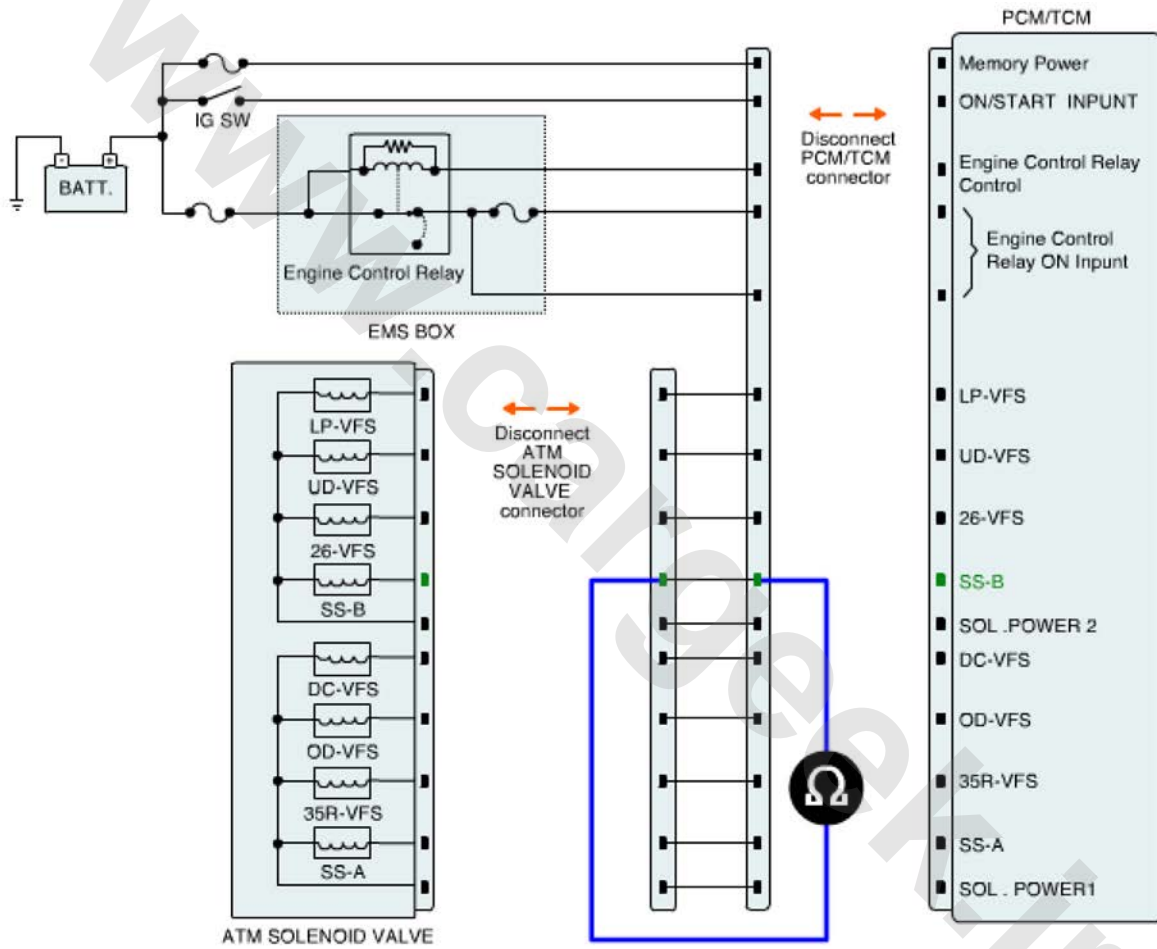 PCM/TCM
Memory Power
ON/START INPUNT
IG SW
Disconnect
PCM/TCM
connector
Engine Control Relay
Control
- +
BATT.
Engine Control
Relay ON Inpunt
Engine Control Relay
EMS BOX
LP-VFS
UD-VFS
26-VFS
SS-B
DC-VFS
OD-VFS
35R-VFS
SS-A
ATM SOLENOID VALVE
Disconnect
ATM
SOLENOID
VALVE
connector
Ω
LP-VFS
UD-VFS
26-VFS
SS-B
SOL .POWER 2
DC-VFS
OD-VFS
35R-VFS
SS-A
SOL . POWER1
www.cargeek.ir